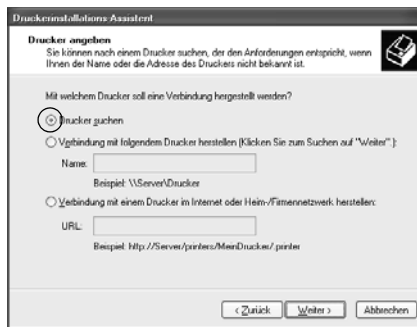 Druckerinstallations-Assistent
Drucker angeben
Sie können nach einem Drucker suchen, der den Anforderungen entspricht, wenn
Ihnen der Name oder die Adresse des Druckers nicht bekannt ist.
Mit welchem Drucker soll eine Verbindung hergestellt werden?
Drucker suchen
Verbindung mit folgendem Drucker herstellen (Klicken Sie zum Suchen auf "Weiter".):
Name:
Beispiel: \\Server\Drucker
Verbindung mit einem Drucker im Internet oder Heim-/Firmennetzwerk herstellen:
URL:
Beispiel: http://Server/printers/MeinDrucker/.printer
< Zurück Weiter > Abbrechen